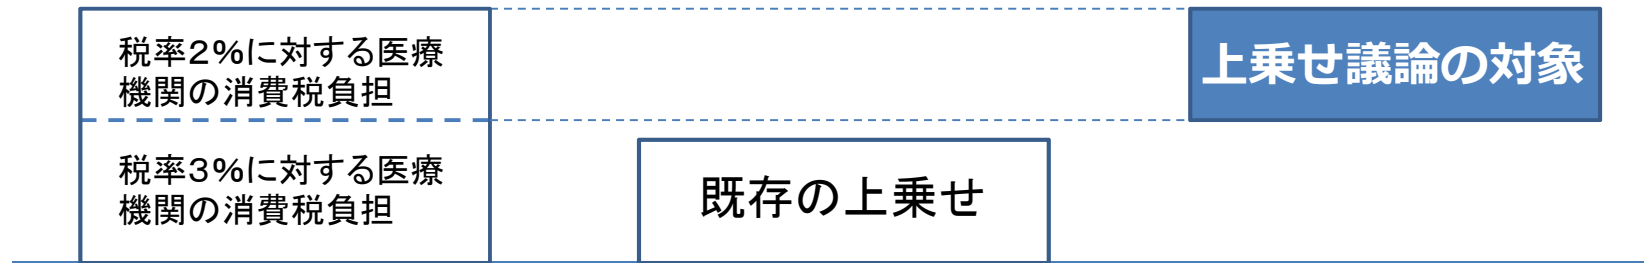 税率２％に対する医療
機関の消費税負担
上乗せ議論の対象
税率３％に対する医療
機関の消費税負担
既存の上乗せ